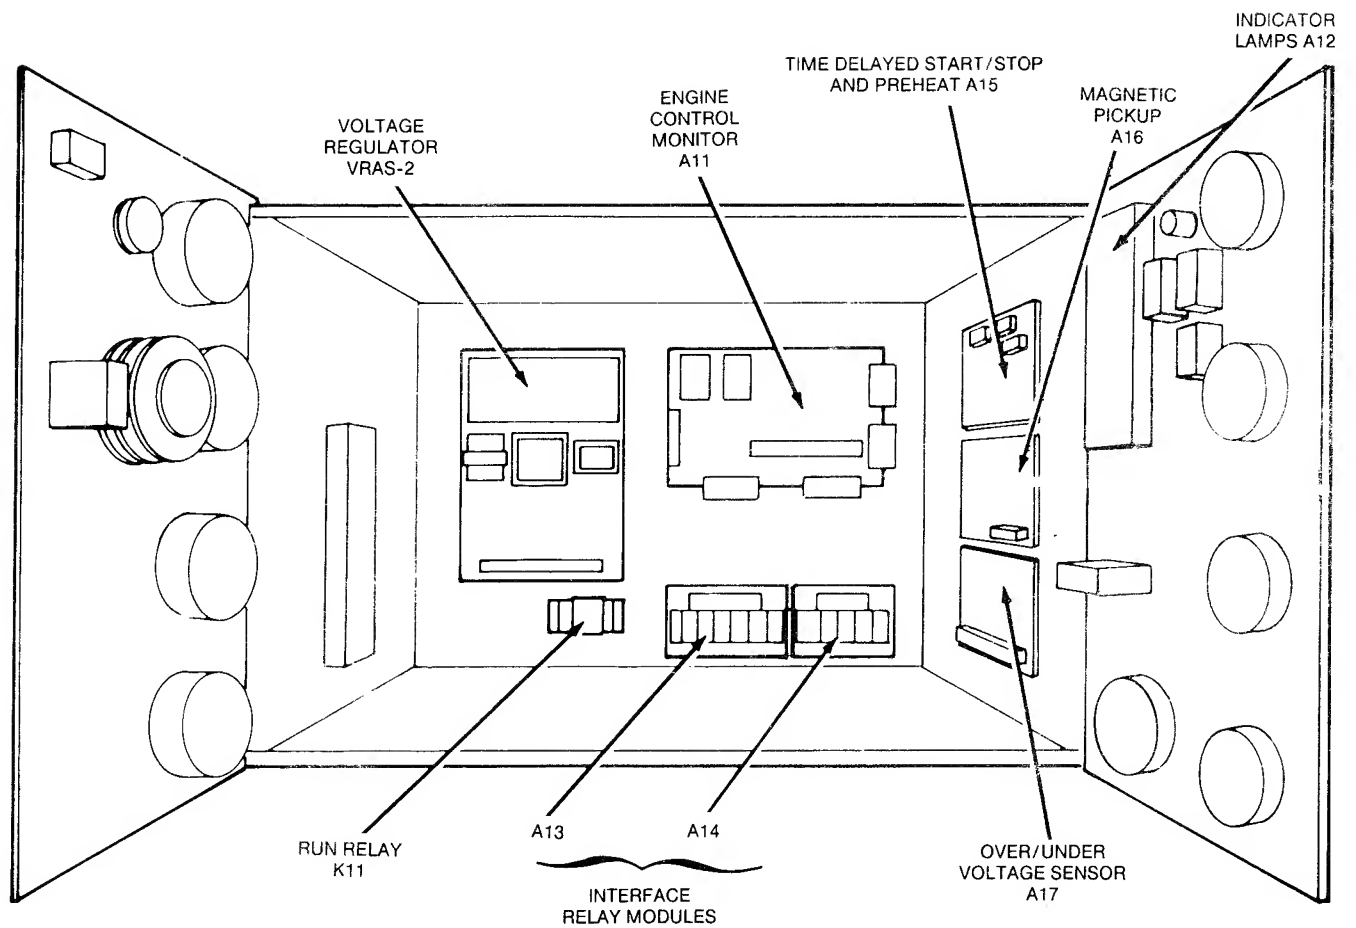 INDICATOR
LAMPS A12
TIME DELAYED START/STOP
AND PREHEAT A15
MAGNETIC
PICKUP
A16
ENGINE
CONTROL
MONITOR
A11
VOLTAGE
REGULATOR
VRAS-2
RUN RELAY
K11
A13
A14
INTERFACE
RELAY MODULES
OVER/UNDER
VOLTAGE SENSOR
A17